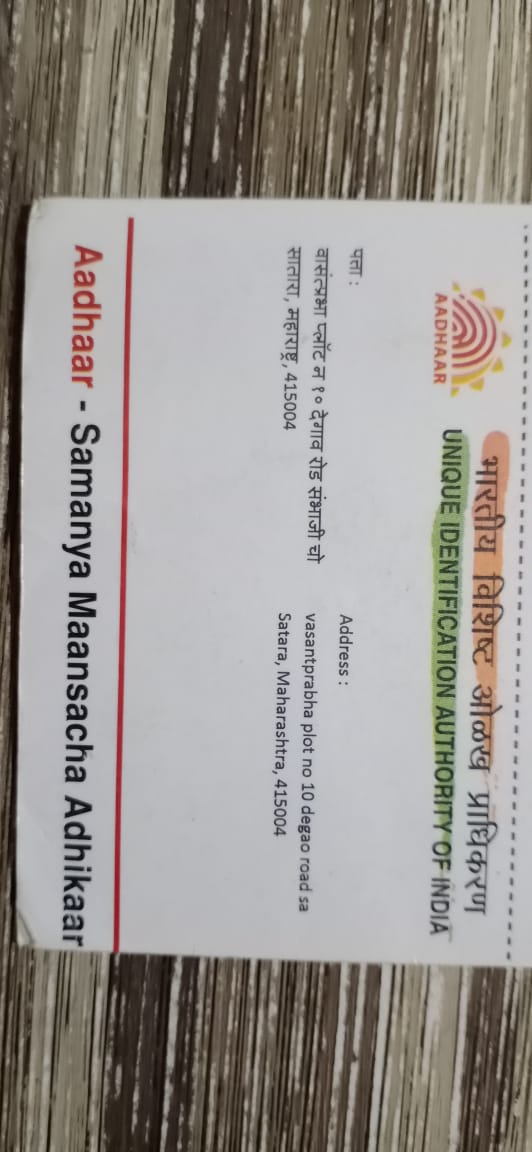 भारतीय विशिष्ट ओळख प्राधिकरण
UNIQUE IDENTIFICATION AUTHORITY OF INDIA
AADHAAR
पत्ता :
वासंतप्रभा प्लॉट न १० देगाव रोड संभाजी चो
सातारा, महाराष्ट्र, 415004
Address :
vasantprabha plot no 10 degao road sa
Satara, Maharashtra, 415004
Aadhaar - Samanya Maansacha Adhikaar